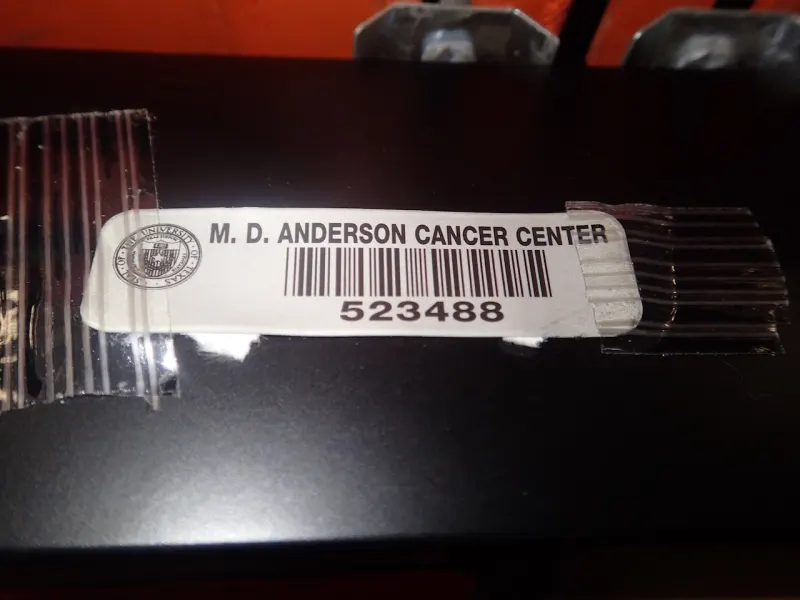 M. D. ANDERSON CANCER CENTER
523488